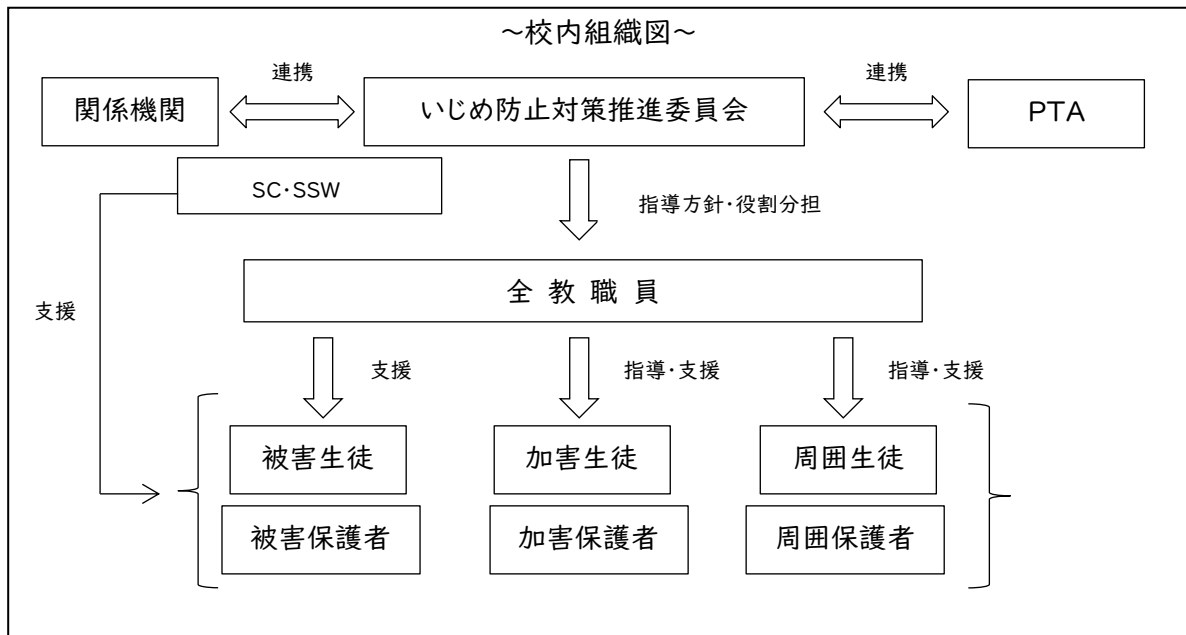 ~校内組織図~
連携
連携
関係機関
いじめ防止対策推進委員会
PTA
SC・SSW
指導方針・役割分担
全教職員
支援
支援
指導・支援
指導・支援
被害生徒
加害生徒
周囲生徒
被害保護者
加害保護者
周囲保護者